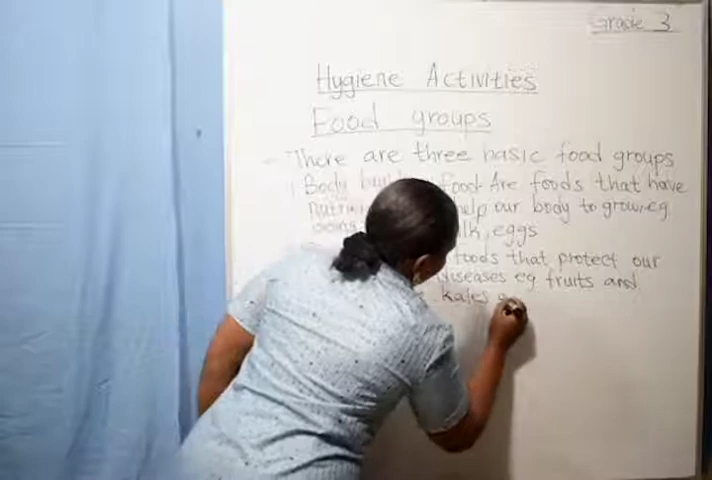 Grade 3
Hygiene Activities
Food groups
There are three basic food groups
Body food. Are foods that have
help our body to grow. eg
eggs
foods that protect our
diseases eg fruits and
kales